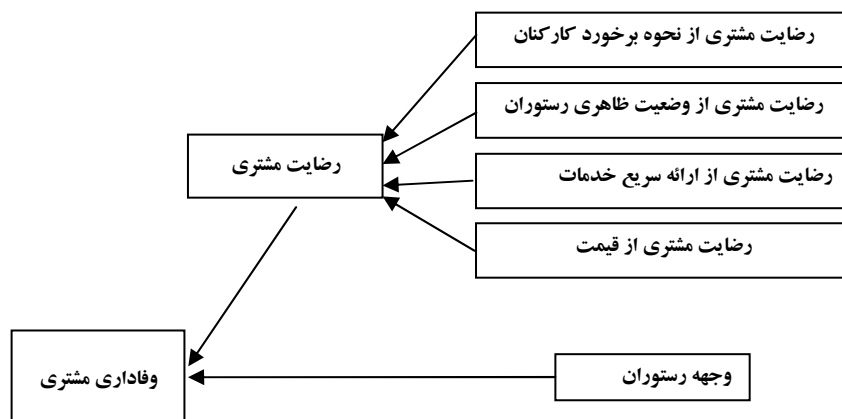 رضایت مشتری از نحوه برخورد کارکنان
رضایت مشتری از وضعیت ظاهری رستوران
رضایت مشتری
رضایت مشتری از ارائه سریع خدمات
رضایت مشتری از قیمت
وفاداری مشتری
وجهه رستوران